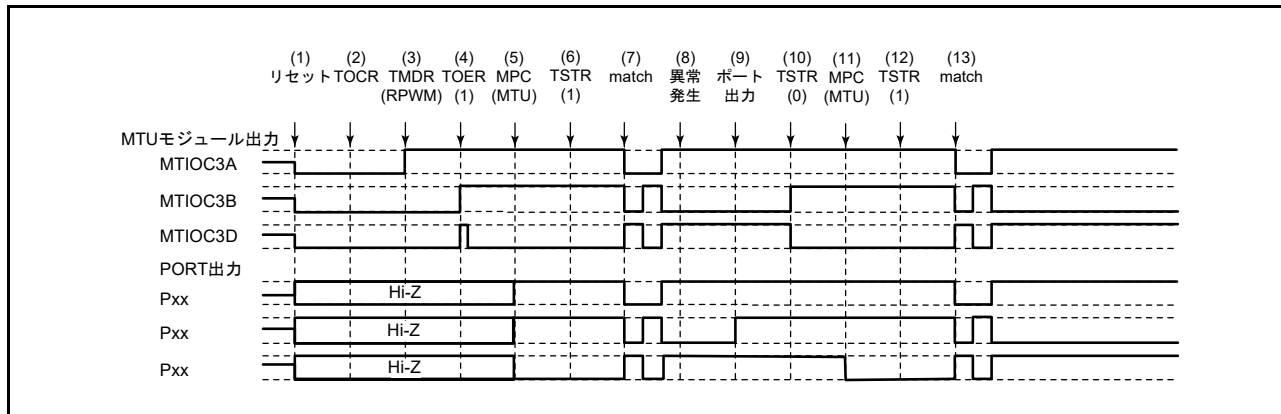 (1) (2) (3) (4) (5) (6) (7) (8) (9) (10) (11) (12) (13)
リセット TOCR TMDR TOER MPC TSTR match 異常 ポート TSTR MPC TSTR match
(RPWM) (1) (MTU) (1) 発生 出力 (0) (MTU) (1)
MTUモジュール出力
MTIOC3A
MTIOC3B
MTIOC3D
PORT出力
Pxx Hi-Z
Pxx Hi-Z
Pxx Hi-Z